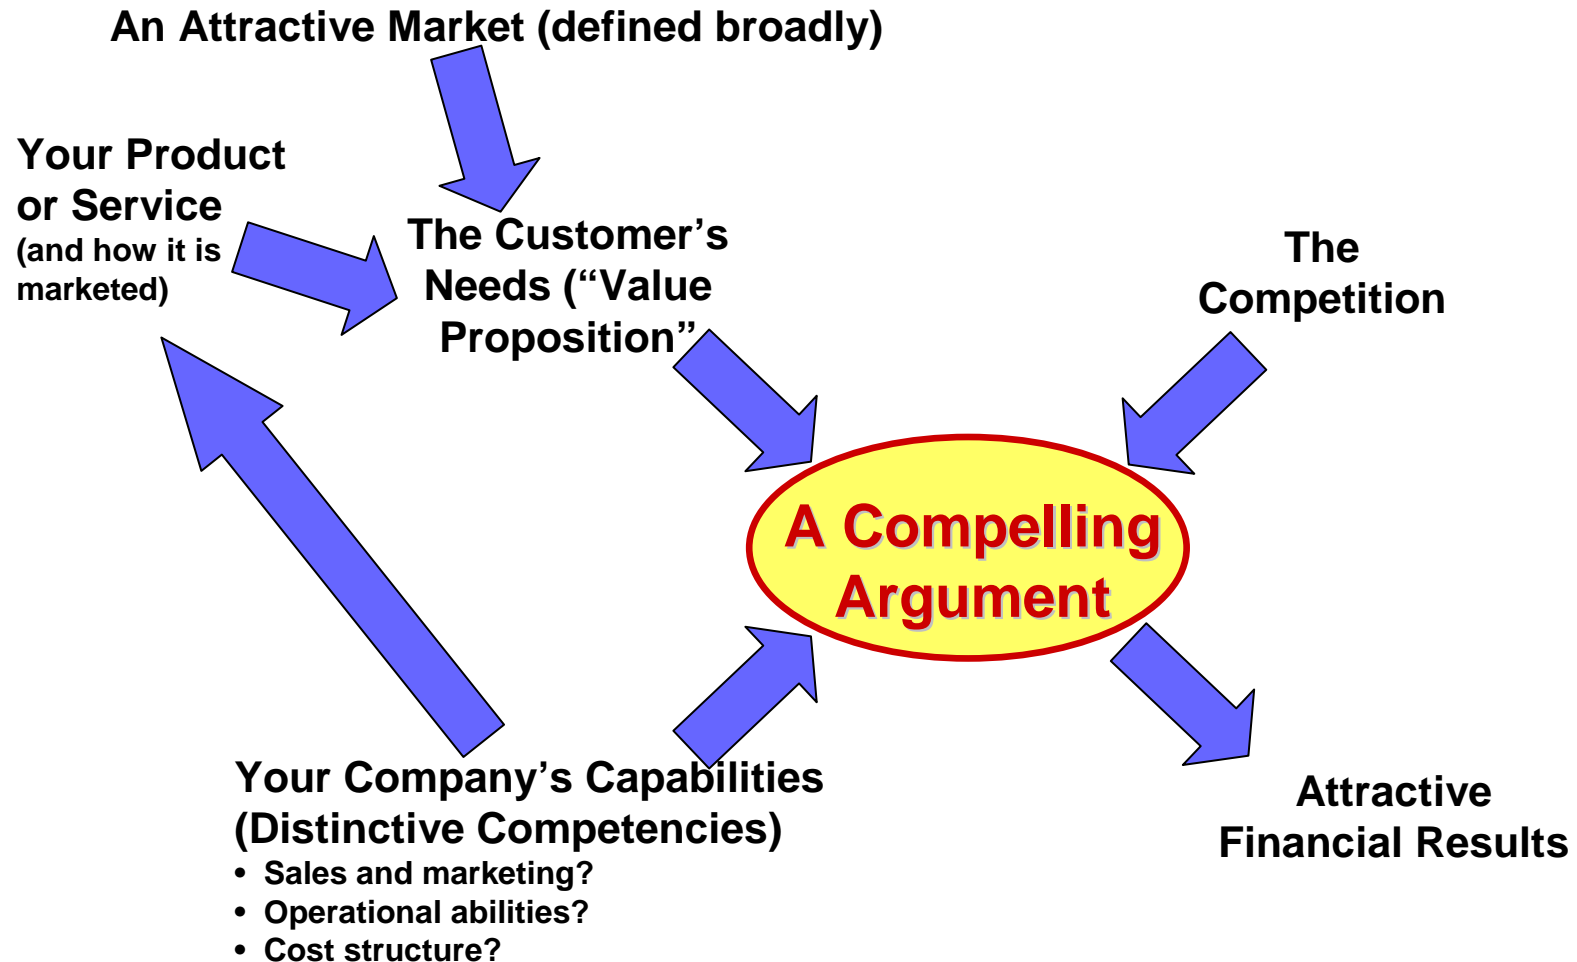 An Attractive Market (defined broadly)
Your Product
or Service
(and how it is
marketed)
The Customer’s
Needs (“Value
Proposition”
The
Competition
A Compelling
Argument
Your Company’s Capabilities
(Distinctive Competencies)
• Sales and marketing?
• Operational abilities?
• Cost structure?
Attractive
Financial Results